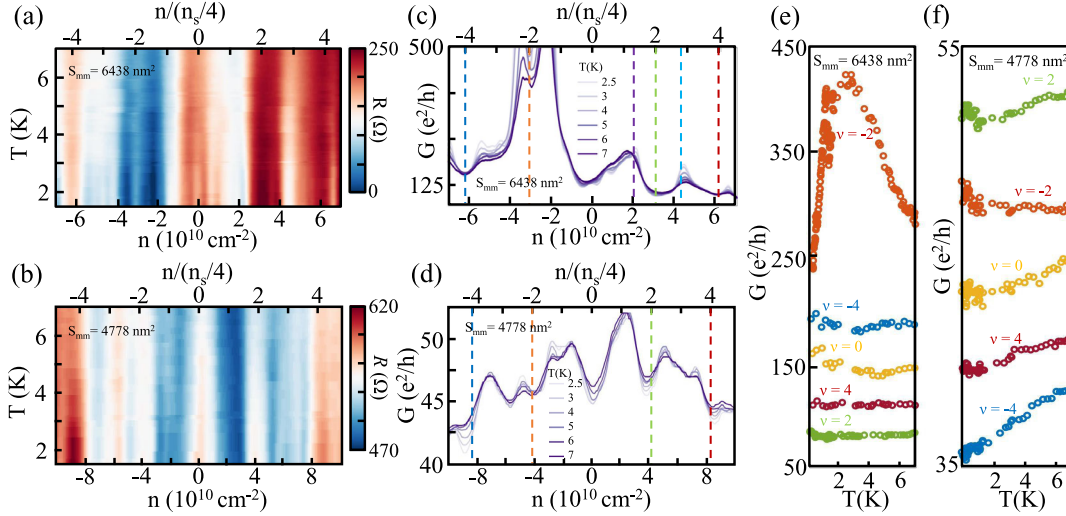 (a)
n/(nₛ/4)
-4 -2 0 2 4
Sₘₘ= 6438 nm²
T (K)
6
4
2
-6 -4 -2 0 2 4 6
n (10¹⁰ cm⁻²)
250
R (Ω)
0
(b)
-4 -2 0 2 4
Sₘₘ= 4778 nm²
T (K)
6
4
2
-8 -4 0 4 8
n (10¹⁰ cm⁻²)
620
R (Ω)
470
(c)
n/(nₛ/4)
-4 -2 0 2 4
500
G (e²/h)
125
T(K)
2.5
3
4
5
6
7
Sₘₘ= 6438 nm²
-6 -4 -2 0 2 4 6
n (10¹⁰ cm⁻²)
(d)
n/(nₛ/4)
-4 -2 0 2 4
Sₘₘ= 4778 nm²
50
45
40
G (e²/h)
T(K)
2.5
3
4
5
6
7
-8 -4 0 4 8
n (10¹⁰ cm⁻²)
(e)
450
350
250
150
50
G (e²/h)
Sₘₘ= 6438 nm²
ν = -2
ν = -4
ν = 0
ν = 4
ν = 2
2 4 6
T(K)
(f)
55
35
G (e²/h)
Sₘₘ= 4778 nm²
ν = 2
ν = -2
ν = 0
ν = 4
ν = -4
2 4 6
T(K)